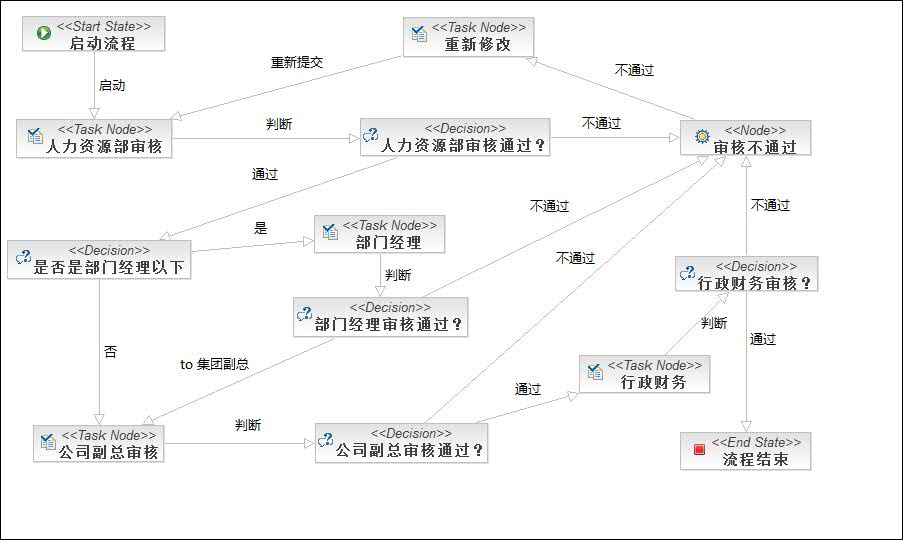 <<Start State>>
启动流程
<<Task Node>>
重新修改
重新提交
不通过
启动
<<Task Node>>
人力资源部审核
判断
<<Decision>>
人力资源部审核通过？
不通过
<<Node>>
审核不通过
通过
不通过
不通过
是
<<Task Node>>
部门经理
<<Decision>>
是否是部门经理以下
不通过
判断
<<Decision>>
行政财务审核？
<<Decision>>
部门经理审核通过？
判断
通过
否
to 集团副总
<<Task Node>>
行政财务
通过
判断
<<Task Node>>
公司副总审核
<<Decision>>
公司副总审核通过？
<<End State>>
流程结束